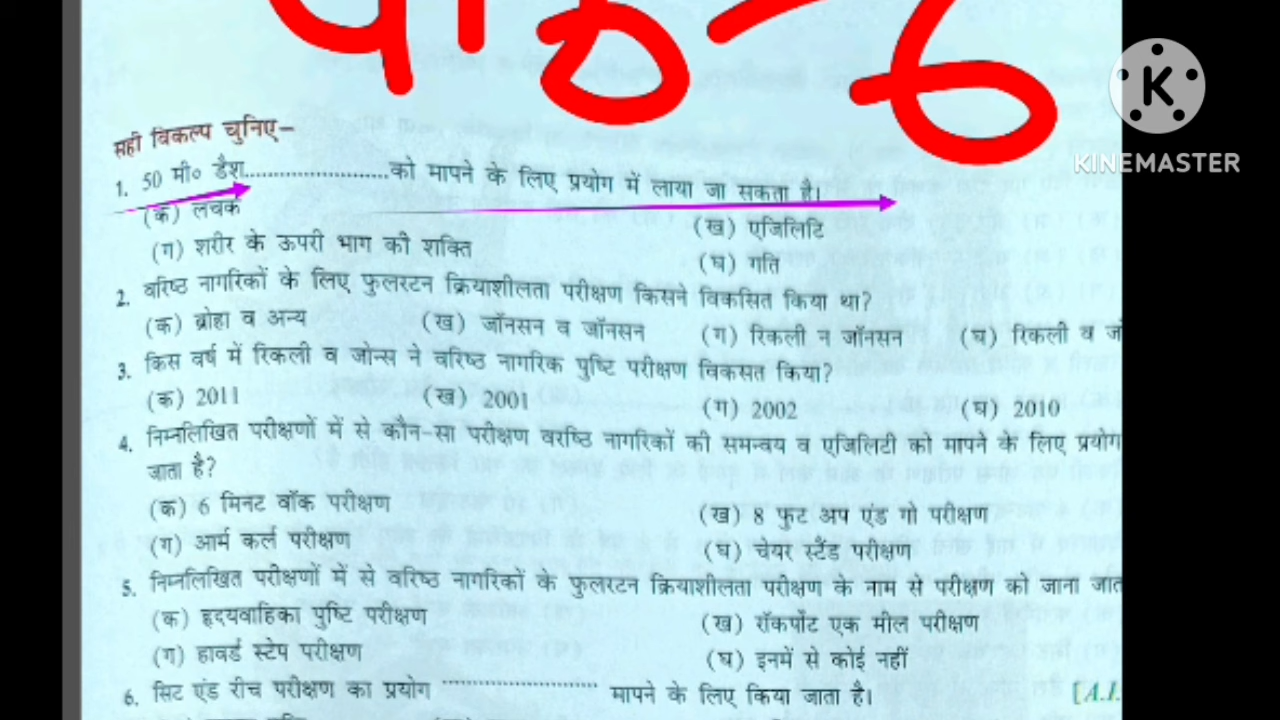 पाठ-6
K
KINEMASTER
सही विकल्प चुनिए–
1. 50 मी० डैश........................को मापने के लिए प्रयोग में लाया जा सकता है।
(क) लचक (ख) एजिलिटि
(ग) शरीर के ऊपरी भाग की शक्ति (घ) गति
2. वरिष्ठ नागरिकों के लिए फुलरटन क्रियाशीलता परीक्षण किसने विकसित किया था?
(क) ब्रोहा व अन्य (ख) जॉनसन व जॉनसन (ग) रिकली न जॉनसन (घ) रिकली व जॉ
3. किस वर्ष में रिकली व जोन्स ने वरिष्ठ नागरिक पुष्टि परीक्षण विकसत किया?
(क) 2011 (ख) 2001 (ग) 2002 (घ) 2010
4. निम्नलिखित परीक्षणों में से कौन-सा परीक्षण वरष्ठि नागरिकों की समन्वय व एजिलिटी को मापने के लिए प्रयोग
जाता है?
(क) 6 मिनट वॉक परीक्षण (ख) 8 फुट अप एंड गो परीक्षण
(ग) आर्म कर्ल परीक्षण (घ) चेयर स्टैंड परीक्षण
5. निम्नलिखित परीक्षणों में से वरिष्ठ नागरिकों के फुलरटन क्रियाशीलता परीक्षण के नाम से परीक्षण को जाना जात
(क) हृदयवाहिका पुष्टि परीक्षण (ख) रॉकपोंट एक मील परीक्षण
(ग) हावर्ड स्टेप परीक्षण (घ) इनमें से कोई नहीं
6. सिट एंड रीच परीक्षण का प्रयोग .......................... मापने के लिए किया जाता है। [A.I.